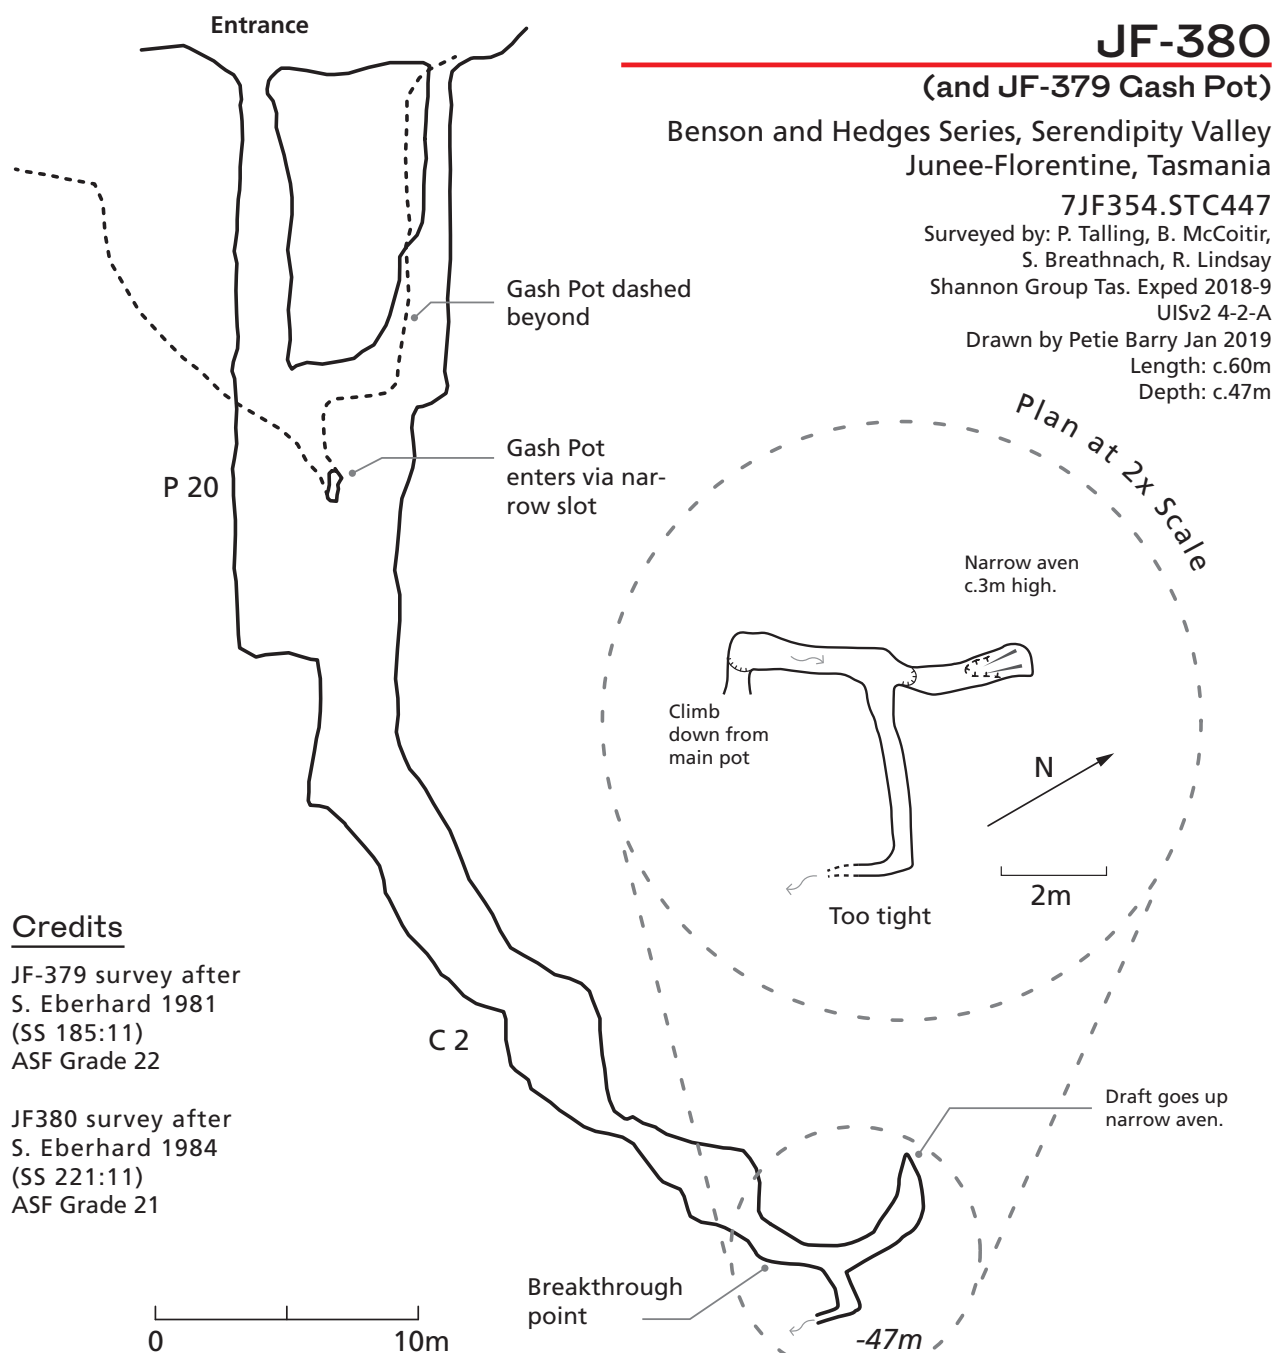 Entrance
JF-380
(and JF-379 Gash Pot)
Benson and Hedges Series, Serendipity Valley
Junee-Florentine, Tasmania
7JF354.STC447
Surveyed by: P. Talling, B. McCoitir,
S. Breathnach, R. Lindsay
Shannon Group Tas. Exped 2018-9
UISv2 4-2-A
Drawn by Petie Barry Jan 2019
Length: c.60m
Depth: c.47m
Gash Pot dashed
beyond
Gash Pot
enters via nar-
row slot
P 20
Plan at 2x Scale
Narrow aven
c.3m high.
Climb
down from
main pot
N
2m
Too tight
Credits
JF-379 survey after
S. Eberhard 1981
(SS 185:11)
ASF Grade 22
JF380 survey after
S. Eberhard 1984
(SS 221:11)
ASF Grade 21
C 2
Draft goes up
narrow aven.
Breakthrough
point
-47m
0 10m